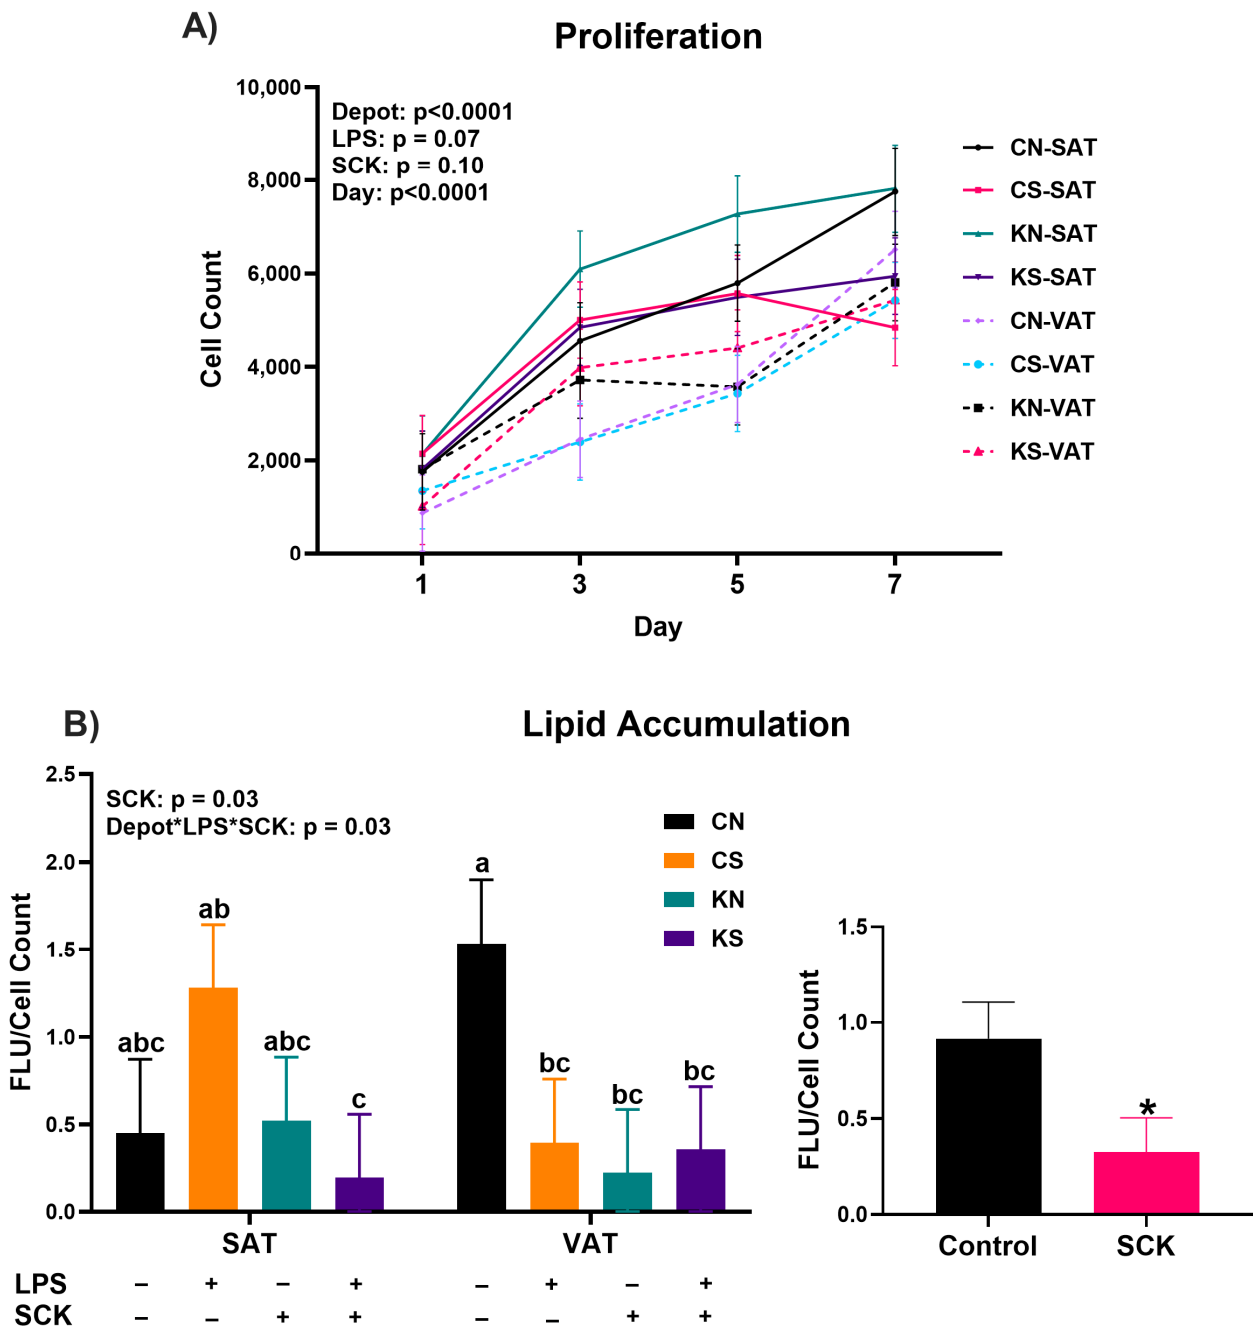 A)
Proliferation
10,000
8,000
6,000
4,000
2,000
0
Cell Count
Depot: p<0.0001
LPS: p = 0.07
SCK: p = 0.10
Day: p<0.0001
CN-SAT
CS-SAT
KN-SAT
KS-SAT
CN-VAT
CS-VAT
KN-VAT
KS-VAT
1 3 5 7
Day
B)
Lipid Accumulation
2.5
2.0
1.5
1.0
0.5
0.0
FLU/Cell Count
SCK: p = 0.03
Depot*LPS*SCK: p = 0.03
CN
CS
KN
KS
abc ab abc c a bc bc bc
SAT VAT
LPS – + – + – + – +
SCK – – + + – – + +
1.5
1.0
0.5
0.0
FLU/Cell Count
*
Control SCK